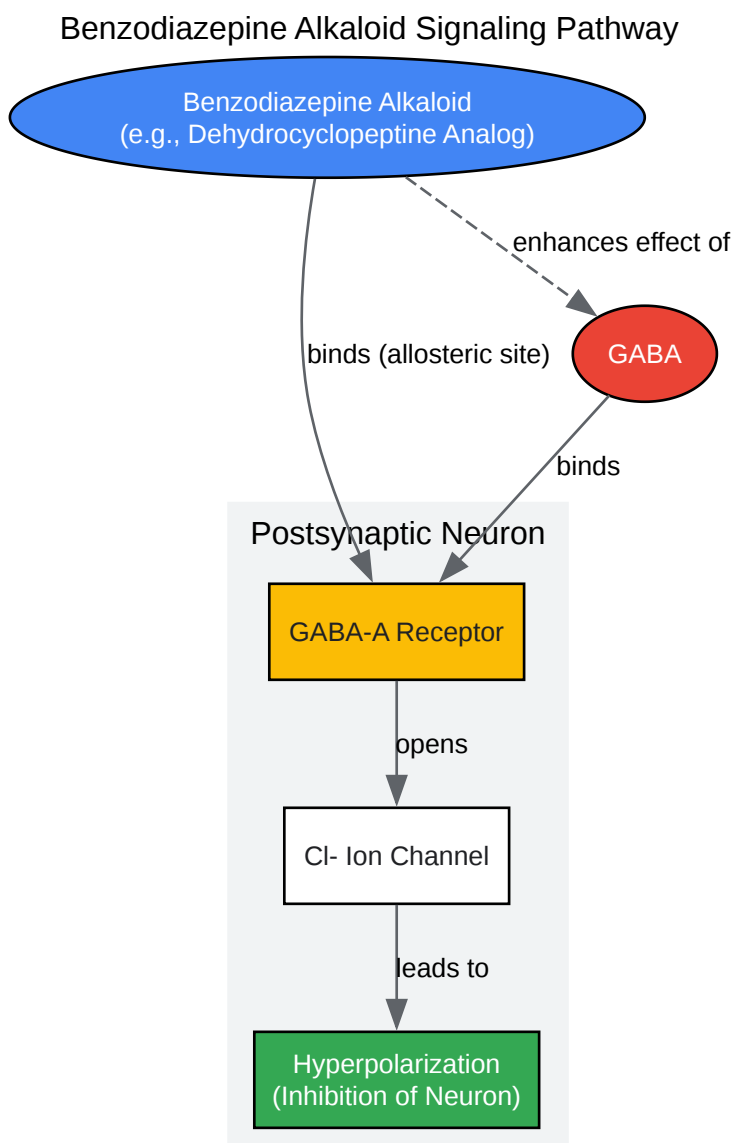 Benzodiazepine Alkaloid Signaling Pathway
Benzodiazepine Alkaloid
(e.g., Dehydrocyclopeptine Analog)
enhances effect of
binds (allosteric site)
GABA
binds
Postsynaptic Neuron
GABA-A Receptor
opens
Cl- Ion Channel
leads to
Hyperpolarization
(Inhibition of Neuron)